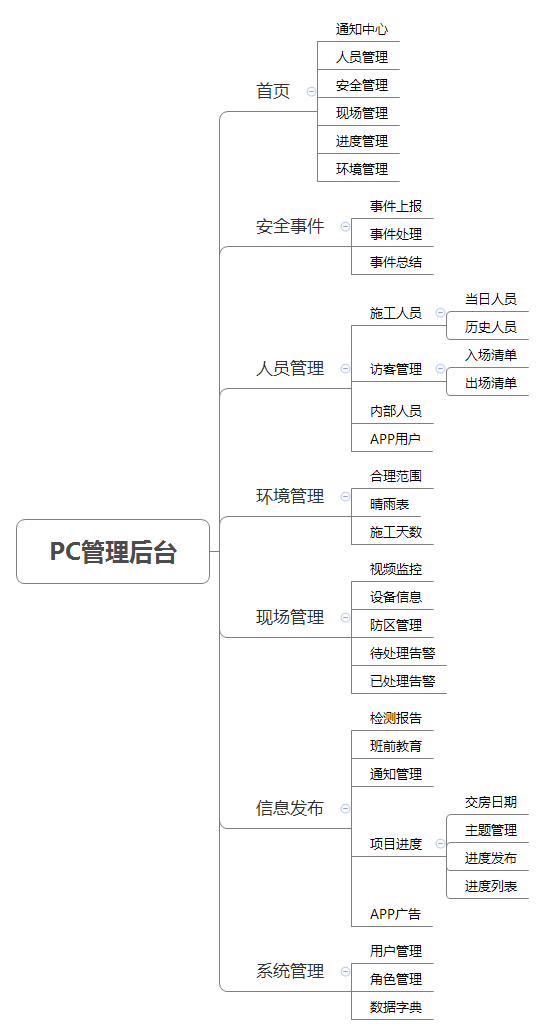 PC管理后台
首页
通知中心
人员管理
安全管理
现场管理
进度管理
环境管理
安全事件
事件上报
事件处理
事件总结
人员管理
施工人员
当日人员
历史人员
访客管理
入场清单
出场清单
内部人员
APP用户
环境管理
合理范围
晴雨表
施工天数
现场管理
视频监控
设备信息
防区管理
待处理告警
已处理告警
信息发布
检测报告
班前教育
通知管理
项目进度
交房日期
主题管理
进度发布
进度列表
APP广告
系统管理
用户管理
角色管理
数据字典